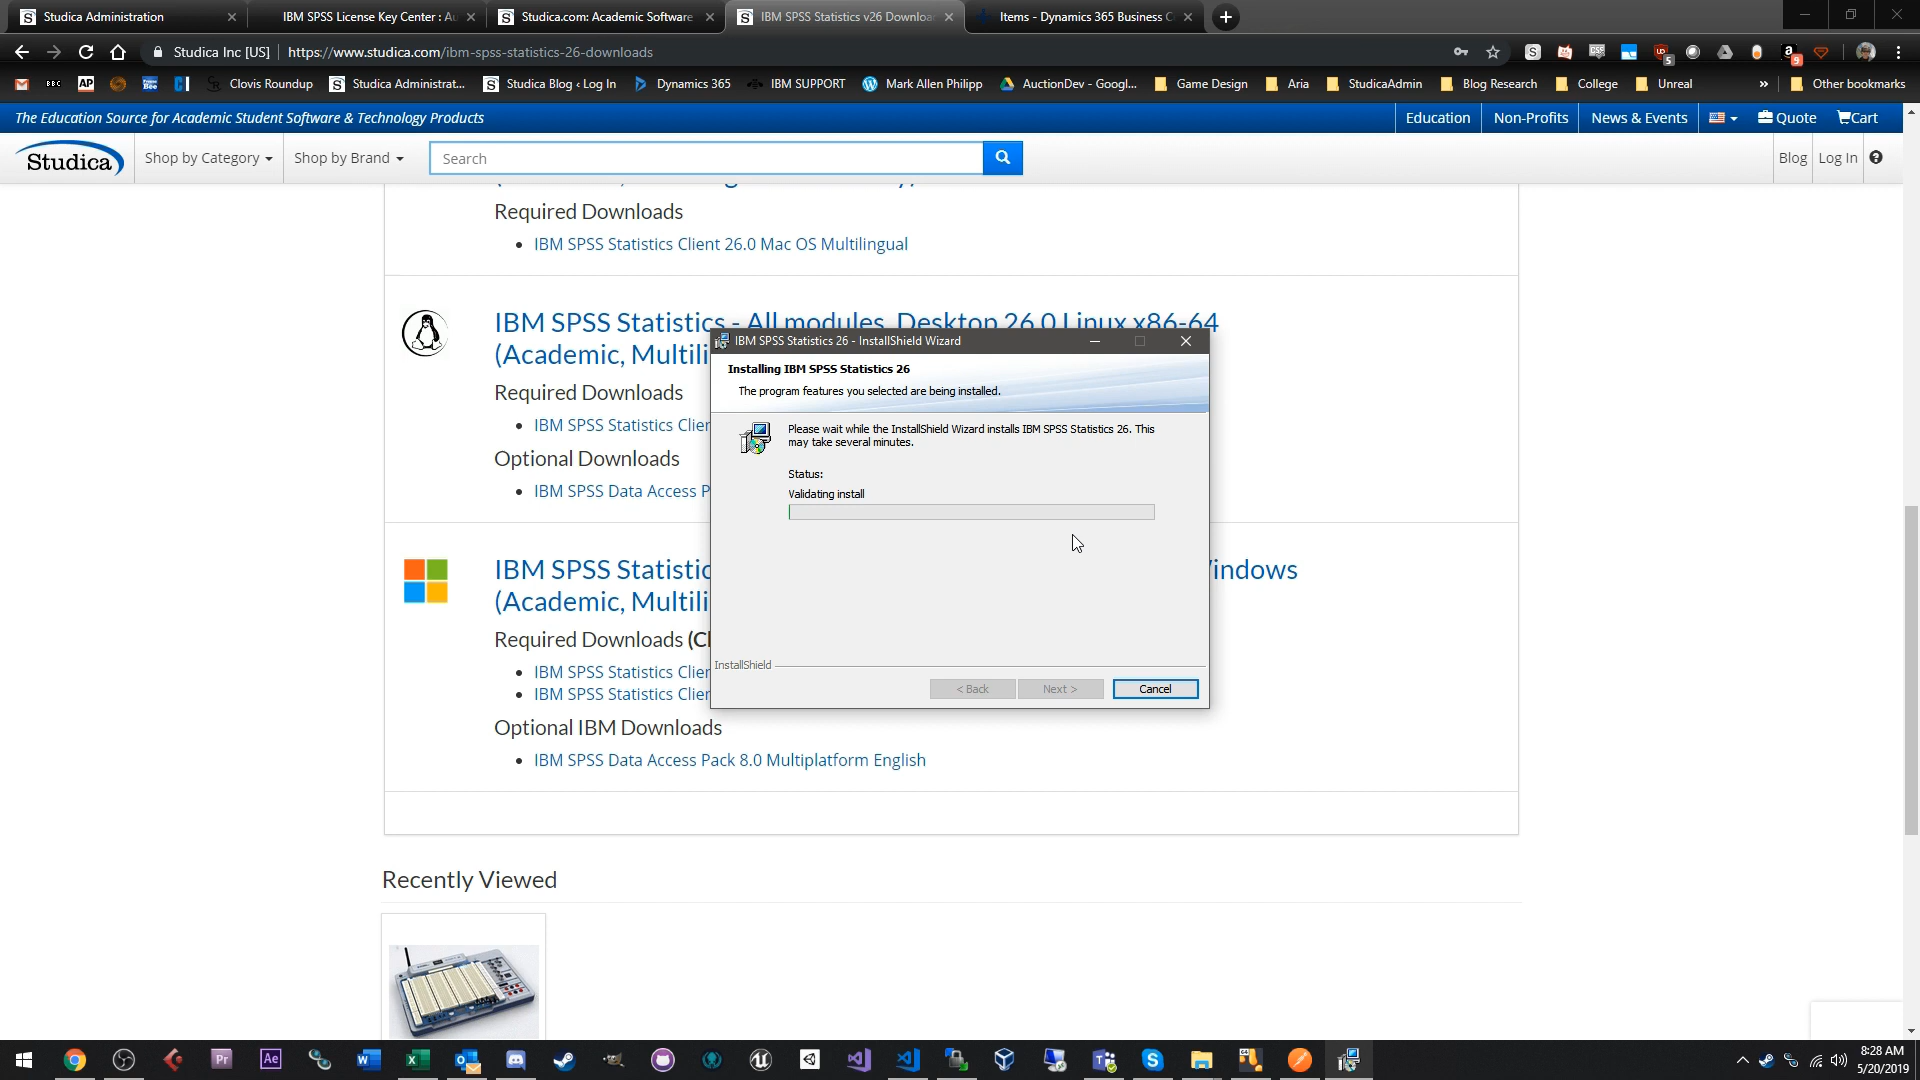 Studica Administration
IBM SPSS License Key Center : Au
Studica.com: Academic Software
IBM SPSS Statistics v26 Downloa
Items - Dynamics 365 Business C
Studica Inc [US]
https://www.studica.com/ibm-spss-statistics-26-downloads
BBC
AP
Clovis Roundup
Studica Administrat...
Studica Blog ‹ Log In
Dynamics 365
IBM SUPPORT
Mark Allen Philipp
AuctionDev - Googl...
Game Design
Aria
StudicaAdmin
Blog Research
College
Unreal
»
Other bookmarks
The Education Source for Academic Student Software & Technology Products
Education
Non-Profits
News & Events
Quote
Cart
Studica
Shop by Category
Shop by Brand
Search
Blog
Log In
Required Downloads
IBM SPSS Statistics Client 26.0 Mac OS Multilingual
IBM SPSS Statistics - All modules, Desktop 26.0 Linux x86-64
(Academic, Multili
Required Downloads
IBM SPSS Statistics Clien
Optional Downloads
IBM SPSS Data Access P
IBM SPSS Statistics 26 - InstallShield Wizard
Installing IBM SPSS Statistics 26
The program features you selected are being installed.
Please wait while the InstallShield Wizard installs IBM SPSS Statistics 26. This
may take several minutes.
Status:
Validating install
InstallShield
< Back
Next >
Cancel
IBM SPSS Statistic
Windows
(Academic, Multili
Required Downloads (Cl
IBM SPSS Statistics Clien
IBM SPSS Statistics Clien
Optional IBM Downloads
IBM SPSS Data Access Pack 8.0 Multiplatform English
Recently Viewed
8:28 AM
5/20/2019